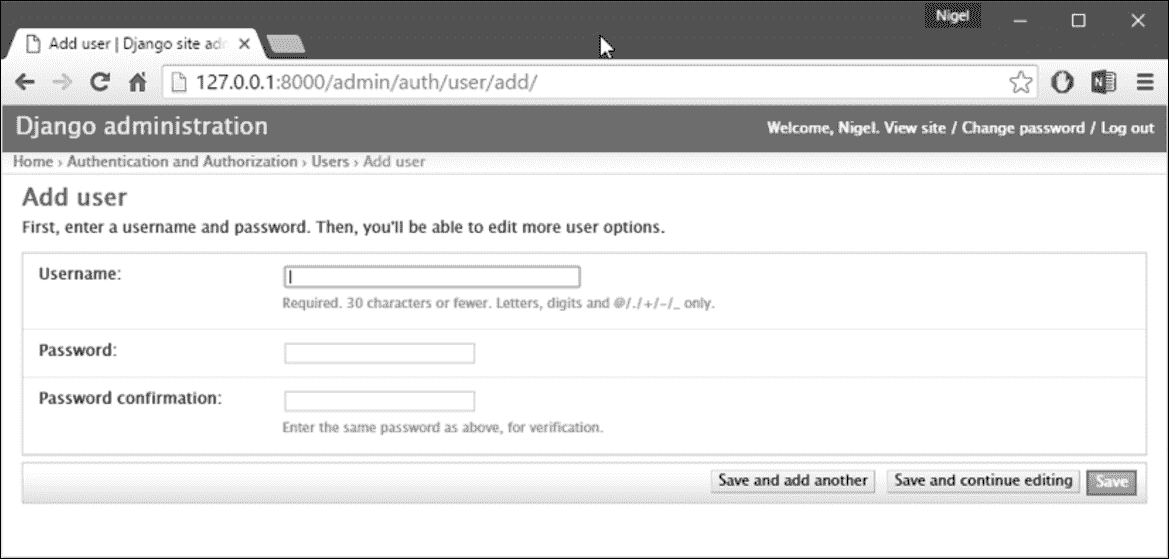 Nigel
Add user | Django site ad
127.0.0.1:8000/admin/auth/user/add/
N
Django administration
Welcome, Nigel. View site / Change password / Log out
Home › Authentication and Authorization › Users › Add user
Add user
First, enter a username and password. Then, you'll be able to edit more user options.
Username:
Required. 30 characters or fewer. Letters, digits and @/./+/-/_ only.
Password:
Password confirmation:
Enter the same password as above, for verification.
Save and add another
Save and continue editing
Save